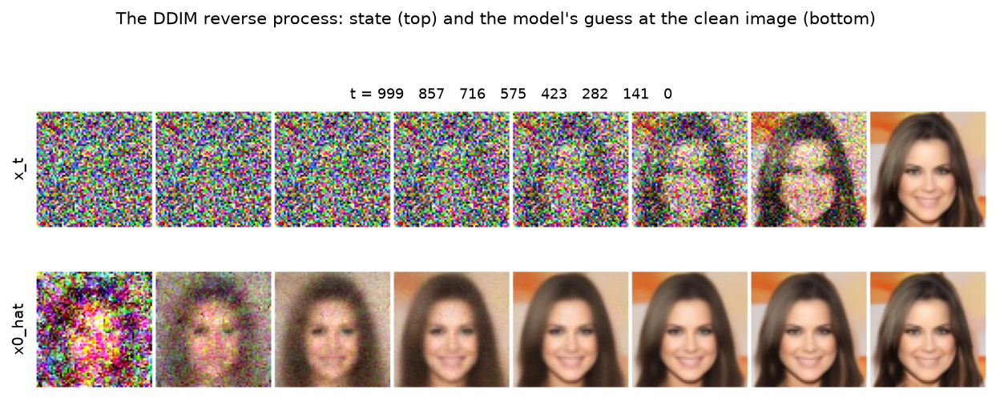 The DDIM reverse process: state (top) and the model's guess at the clean image (bottom)
t = 999 857 716 575 423 282 141 0
x_t
x0_hat